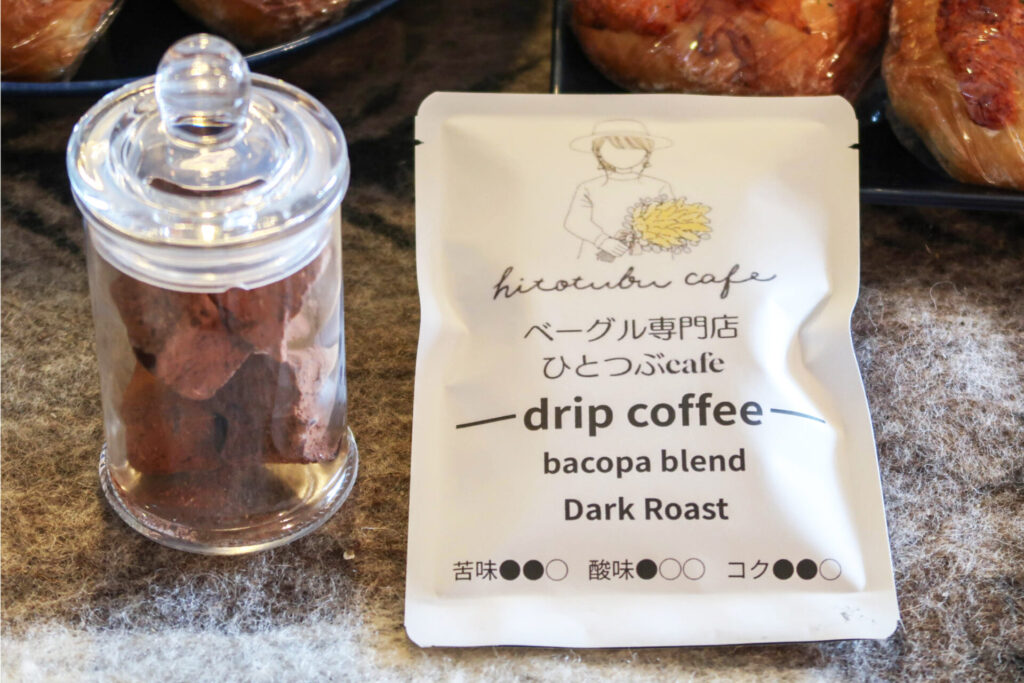 hitotubu cafe
ベーグル専門店
ひとつぶcafe
drip coffee
bacopa blend
Dark Roast
苦味●●○ 酸味●○○ コク●●○